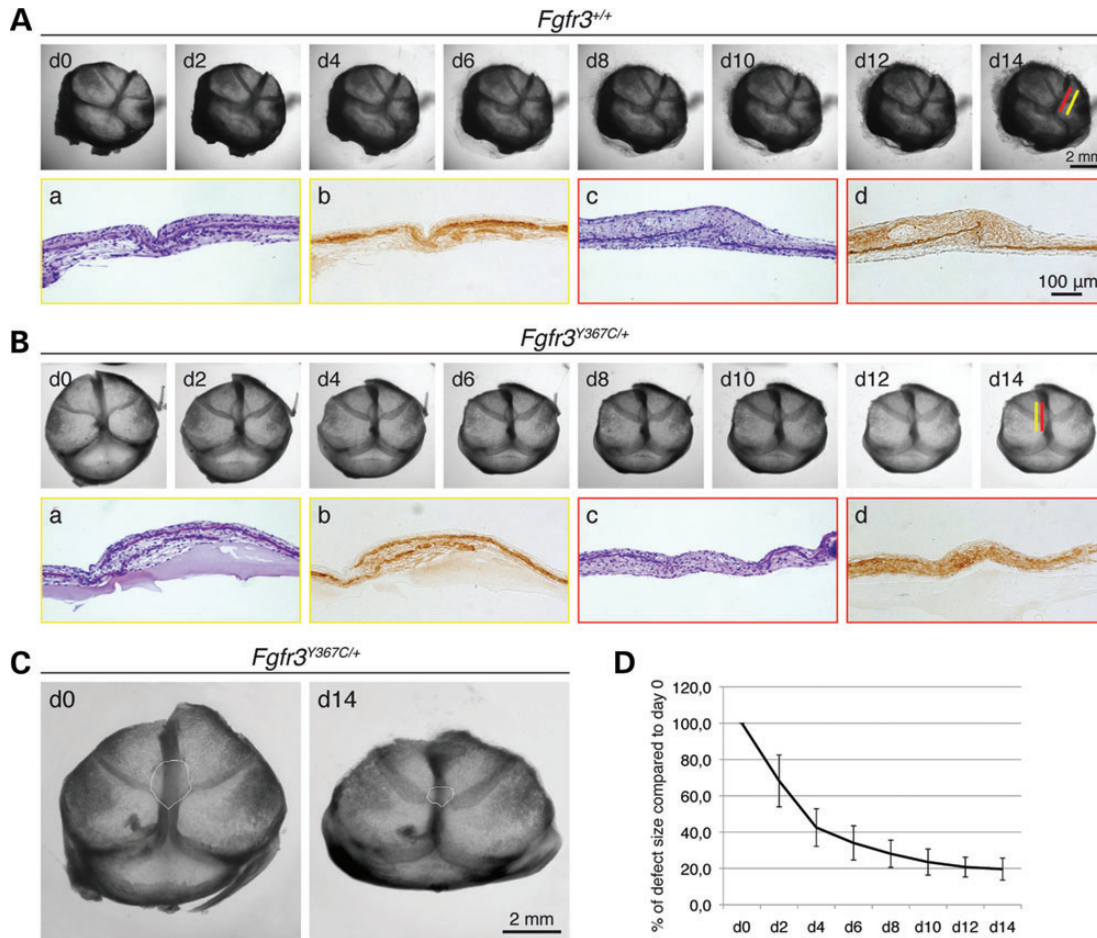 A
Fgfr3+/+
d0 d2 d4 d6 d8 d10 d12 d14
2 mm
a b c d
100 µm
B
Fgfr3Y367C/+
d0 d2 d4 d6 d8 d10 d12 d14
a b c d
C
Fgfr3Y367C/+
d0 d14
2 mm
D
% of defect size compared to day 0
120,0
100,0
80,0
60,0
40,0
20,0
0,0
d0 d2 d4 d6 d8 d10 d12 d14